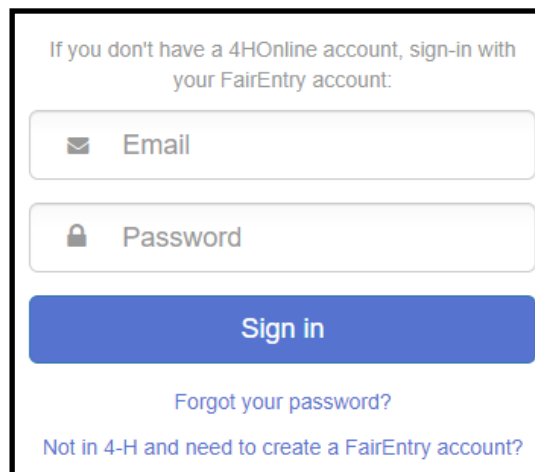 If you don't have a 4HOnline account, sign-in with
your FairEntry account:
Email
Password
Sign in
Forgot your password?
Not in 4-H and need to create a FairEntry account?